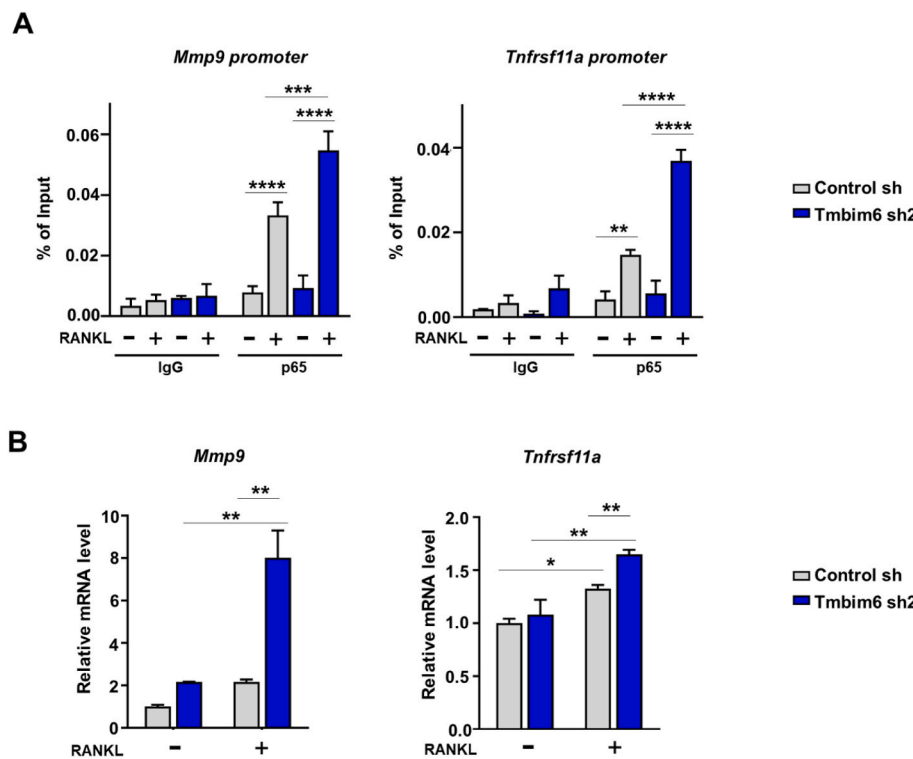 A
Mmp9 promoter
% of Input
0.06
0.04
0.02
0.00
****
***
****
RANKL − + − + − + − +
IgG p65
Tnfrsf11a promoter
% of Input
0.04
0.02
0.00
**
****
****
RANKL − + − + − + − +
IgG p65
Control sh
Tmbim6 sh2
B
Mmp9
Relative mRNA level
10
8
6
4
2
0
**
**
RANKL − +
Tnfrsf11a
Relative mRNA level
2.0
1.5
1.0
0.5
0.0
*
**
**
RANKL − +
Control sh
Tmbim6 sh2